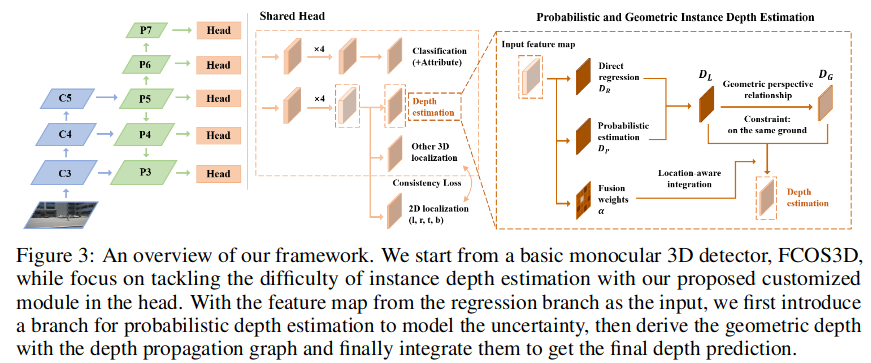 Shared Head
Probabilistic and Geometric Instance Depth Estimation
P7
Head
P6
Head
C5
P5
Head
C4
P4
Head
C3
P3
Head
×4
Classification
(+Attribute)
×4
Depth
estimation
Other 3D
localization
Consistency Loss
2D localization
(l, r, t, b)
Input feature map
Direct
regression
D_R
Probabilistic
estimation
D_P
Fusion
weights
α
D_L
Geometric perspective
relationship
D_G
Constraint:
on the same ground
Location-aware
integration
Depth
estimation
Figure 3: An overview of our framework. We start from a basic monocular 3D detector, FCOS3D,
while focus on tackling the difficulty of instance depth estimation with our proposed customized
module in the head. With the feature map from the regression branch as the input, we first introduce
a branch for probabilistic depth estimation to model the uncertainty, then derive the geometric depth
with the depth propagation graph and finally integrate them to get the final depth prediction.